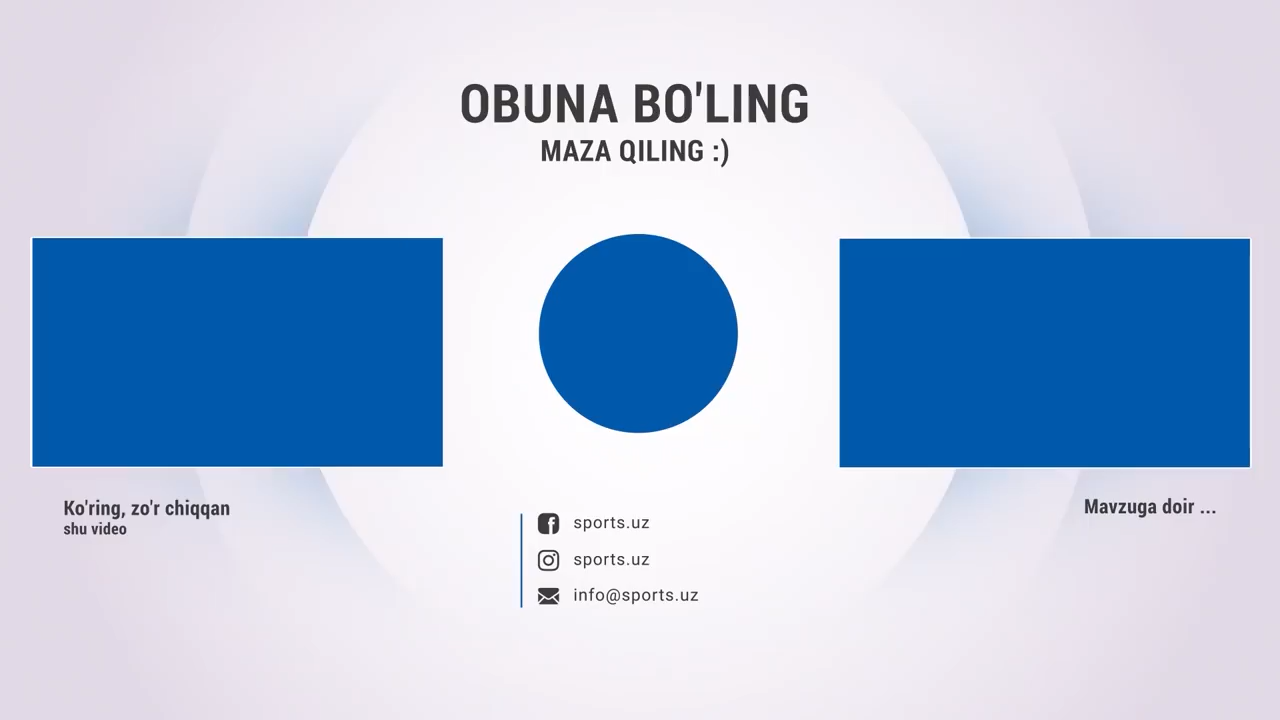 OBUNA BO'LING
MAZA QILING :)
Ko'ring, zo'r chiqqan
shu video
Mavzuga doir ...
sports.uz
sports.uz
info@sports.uz